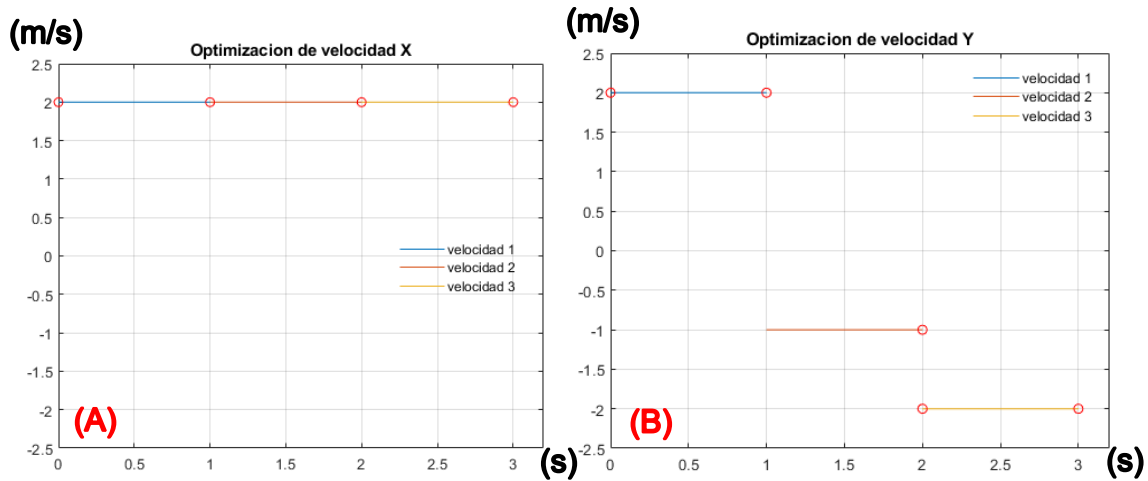 (m/s)
Optimizacion de velocidad X
2.5
2
1.5
1
0.5
0
-0.5
-1
-1.5
-2
-2.5
velocidad 1
velocidad 2
velocidad 3
(A)
0 0.5 1 1.5 2 2.5 3
(s)
(m/s)
Optimizacion de velocidad Y
2.5
2
1.5
1
0.5
0
-0.5
-1
-1.5
-2
-2.5
velocidad 1
velocidad 2
velocidad 3
(B)
0 0.5 1 1.5 2 2.5 3
(s)